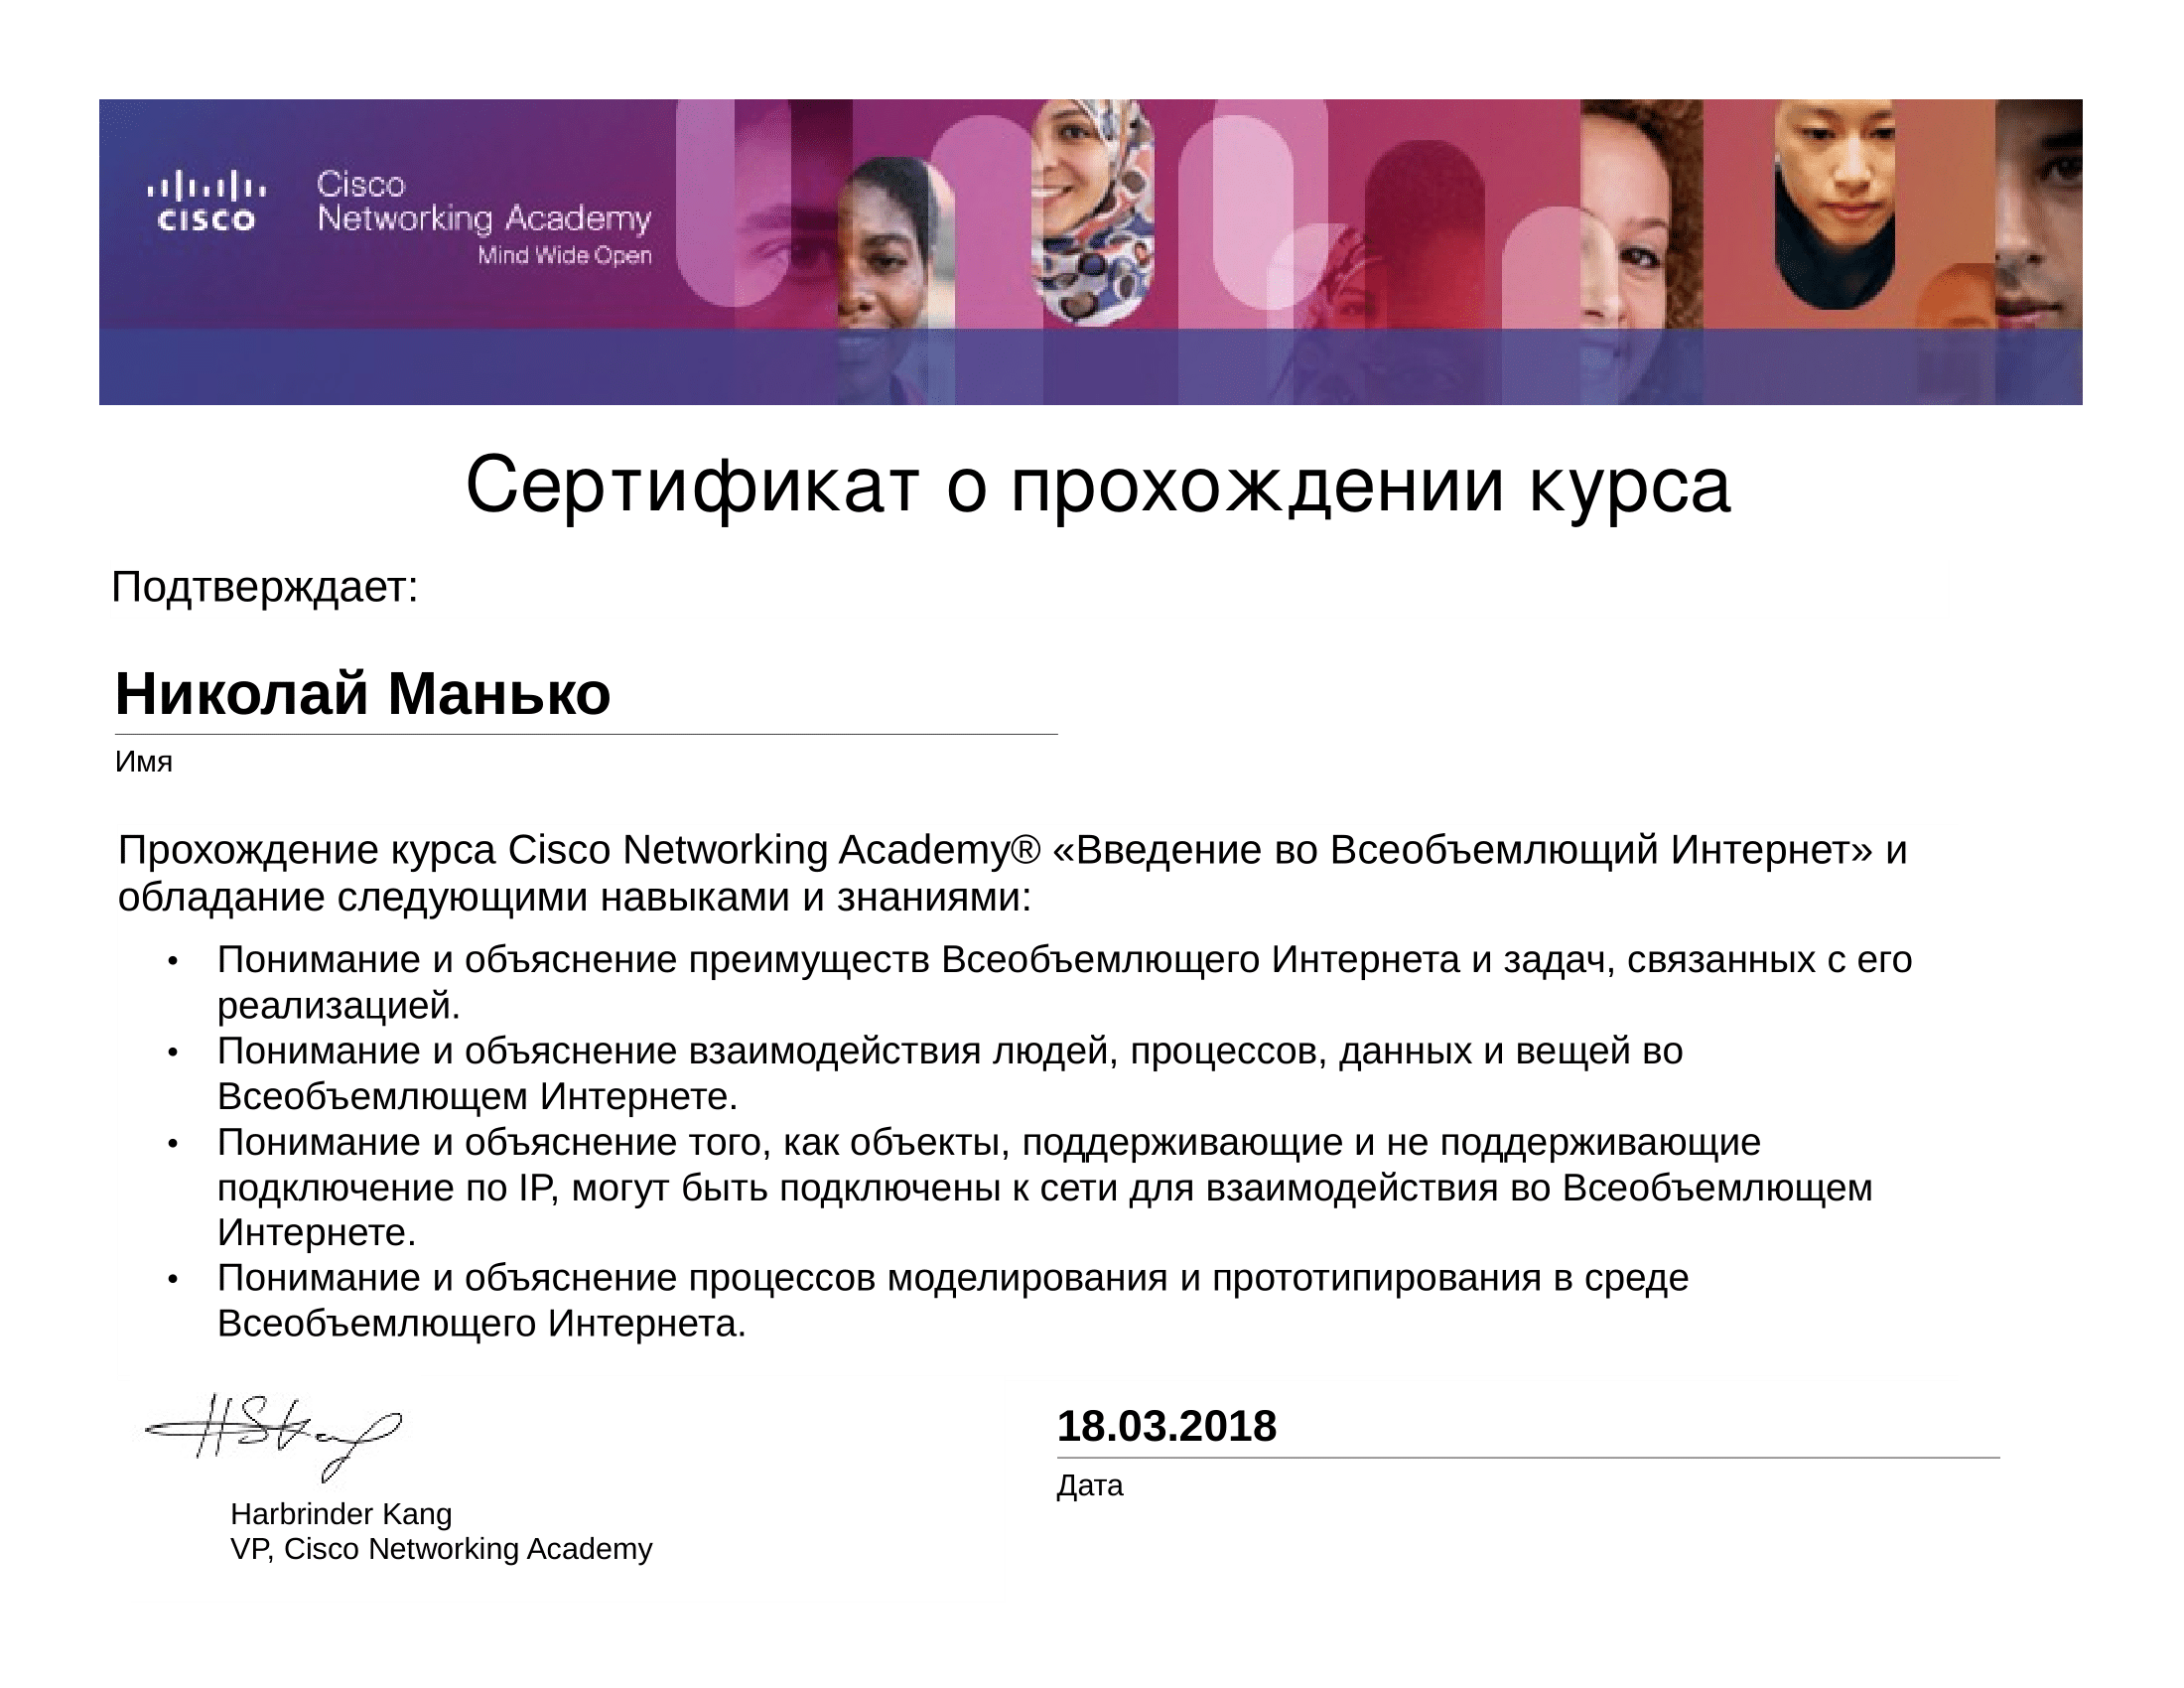 cisco
Cisco
Networking Academy
Mind Wide Open
Сертификат о прохождении курса
Подтверждает:
Николай Манько
Имя
Прохождение курса Cisco Networking Academy® «Введение во Всеобъемлющий Интернет» и
обладание следующими навыками и знаниями:
• Понимание и объяснение преимуществ Всеобъемлющего Интернета и задач, связанных с его
реализацией.
• Понимание и объяснение взаимодействия людей, процессов, данных и вещей во
Всеобъемлющем Интернете.
• Понимание и объяснение того, как объекты, поддерживающие и не поддерживающие
подключение по IP, могут быть подключены к сети для взаимодействия во Всеобъемлющем
Интернете.
• Понимание и объяснение процессов моделирования и прототипирования в среде
Всеобъемлющего Интернета.
18.03.2018
Дата
Harbrinder Kang
VP, Cisco Networking Academy